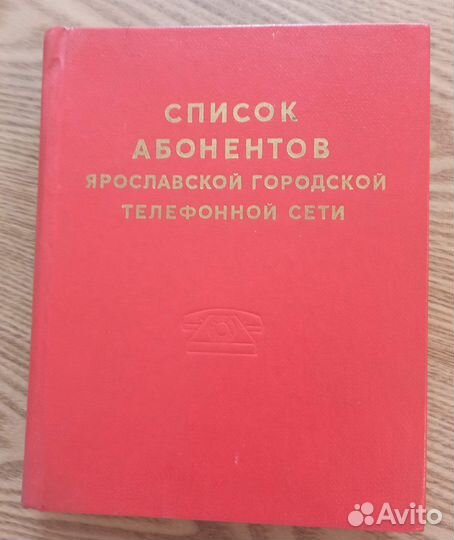 СПИСОК
АБОНЕНТОВ
ЯРОСЛАВСКОЙ ГОРОДСКОЙ
ТЕЛЕФОННОЙ СЕТИ
Avito